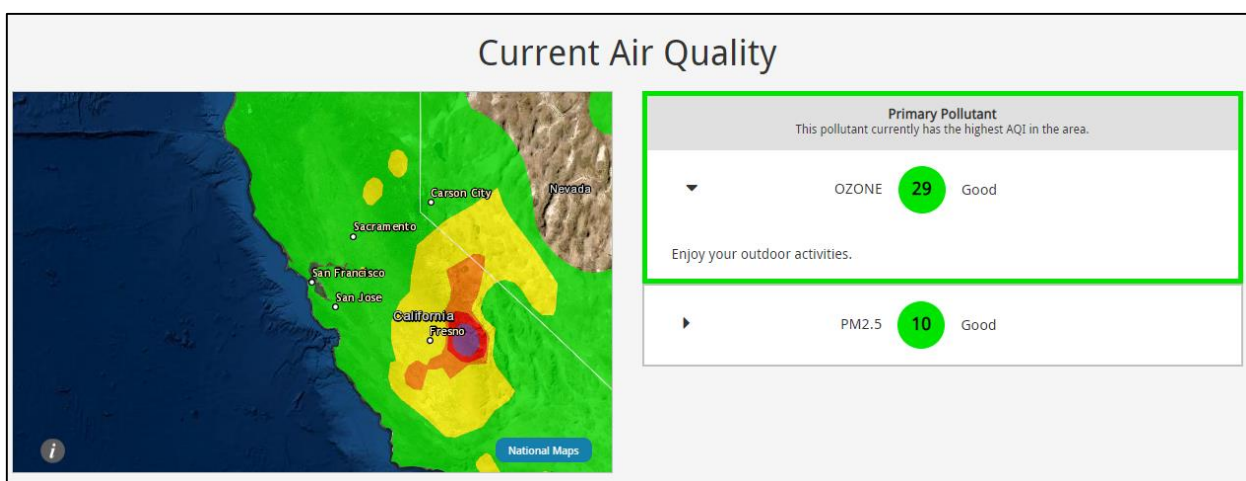 Current Air Quality
Carson City
Nevada
Sacramento
San Francisco
San Jose
California
Fresno
i
National Maps
Primary Pollutant
This pollutant currently has the highest AQI in the area.
OZONE 29 Good
Enjoy your outdoor activities.
PM2.5 10 Good